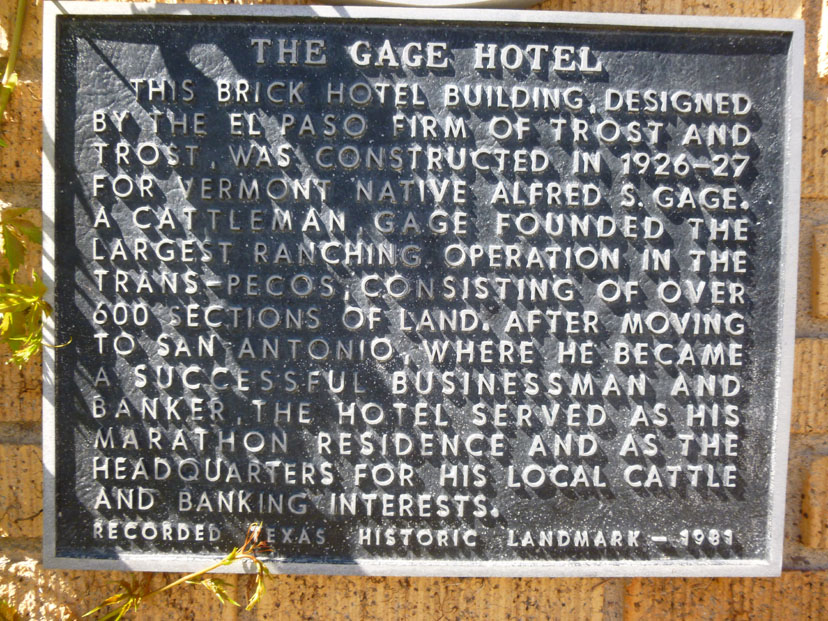 THE GAGE HOTEL
THIS BRICK HOTEL BUILDING, DESIGNED
BY THE EL PASO FIRM OF TROST AND
TROST, WAS CONSTRUCTED IN 1926-27
FOR VERMONT NATIVE ALFRED S. GAGE.
A CATTLEMAN, GAGE FOUNDED THE
LARGEST RANCHING OPERATION IN THE
TRANS-PECOS, CONSISTING OF OVER
600 SECTIONS OF LAND. AFTER MOVING
TO SAN ANTONIO, WHERE HE BECAME
A SUCCESSFUL BUSINESSMAN AND
BANKER, THE HOTEL SERVED AS HIS
MARATHON RESIDENCE AND AS THE
HEADQUARTERS FOR HIS LOCAL CATTLE
AND BANKING INTERESTS.
RECORDED TEXAS HISTORIC LANDMARK - 1981